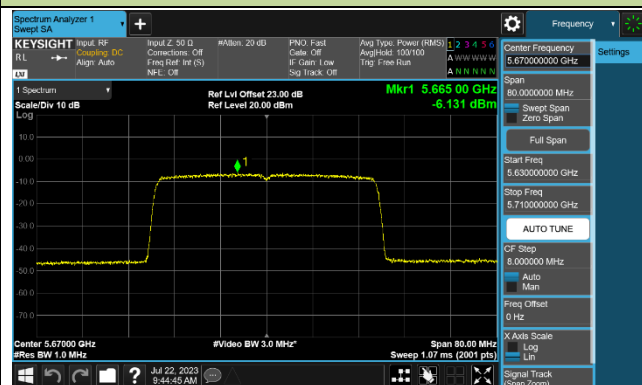 Spectrum Analyzer 1
Swept SA
+
Frequency
KEYSIGHT
Input: RF
Input Z: 50 Ω
#Atten: 20 dB
PNO: Fast
Avg Type: Power (RMS)
1 2 3 4 5 6
RL
Coupling: DC
Corrections: Off
Gate: Off
Avg|Hold: 100/100
A W W W W W
Align: Auto
Freq Ref: Int (S)
IF Gain: Low
Trig: Free Run
NFE: Off
Sig Track: Off
A N N N N N
LXI
1 Spectrum
Scale/Div 10 dB
Ref Lvl Offset 23.00 dB
Ref Level 20.00 dBm
Mkr1 5.665 00 GHz
-6.131 dBm
Log
10.0
0.00
-10.0
-20.0
-30.0
-40.0
-50.0
-60.0
-70.0
1
Center 5.67000 GHz
#Video BW 3.0 MHz*
Span 80.00 MHz
#Res BW 1.0 MHz
Sweep 1.07 ms (2001 pts)
Center Frequency
5.670000000 GHz
Settings
Span
80.0000000 MHz
Swept Span
Zero Span
Full Span
Start Freq
5.630000000 GHz
Stop Freq
5.710000000 GHz
AUTO TUNE
CF Step
8.000000 MHz
Auto
Man
Freq Offset
0 Hz
X Axis Scale
Log
Lin
Signal Track
(Span Zoom)
?
Jul 22, 2023
9:44:45 AM